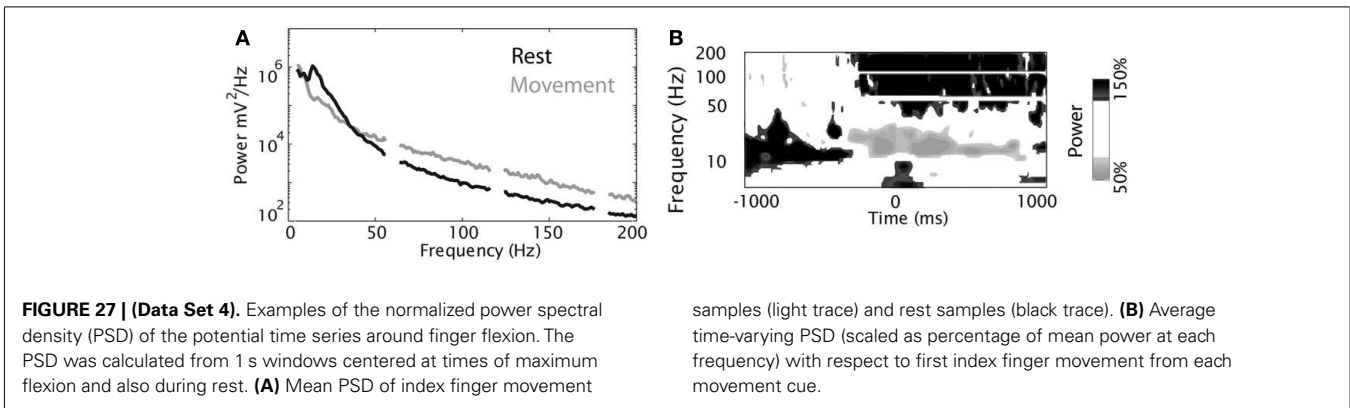 A
Rest
Movement
Power mV²/Hz
10⁶
10⁴
10²
0 50 100 150 200
Frequency (Hz)
B
Frequency (Hz)
200
100
50
10
-1000 0 1000
Time (ms)
Power
150%
50%
FIGURE 27 | (Data Set 4). Examples of the normalized power spectral
density (PSD) of the potential time series around finger flexion. The
PSD was calculated from 1 s windows centered at times of maximum
flexion and also during rest. (A) Mean PSD of index finger movement
samples (light trace) and rest samples (black trace). (B) Average
time-varying PSD (scaled as percentage of mean power at each
frequency) with respect to first index finger movement from each
movement cue.